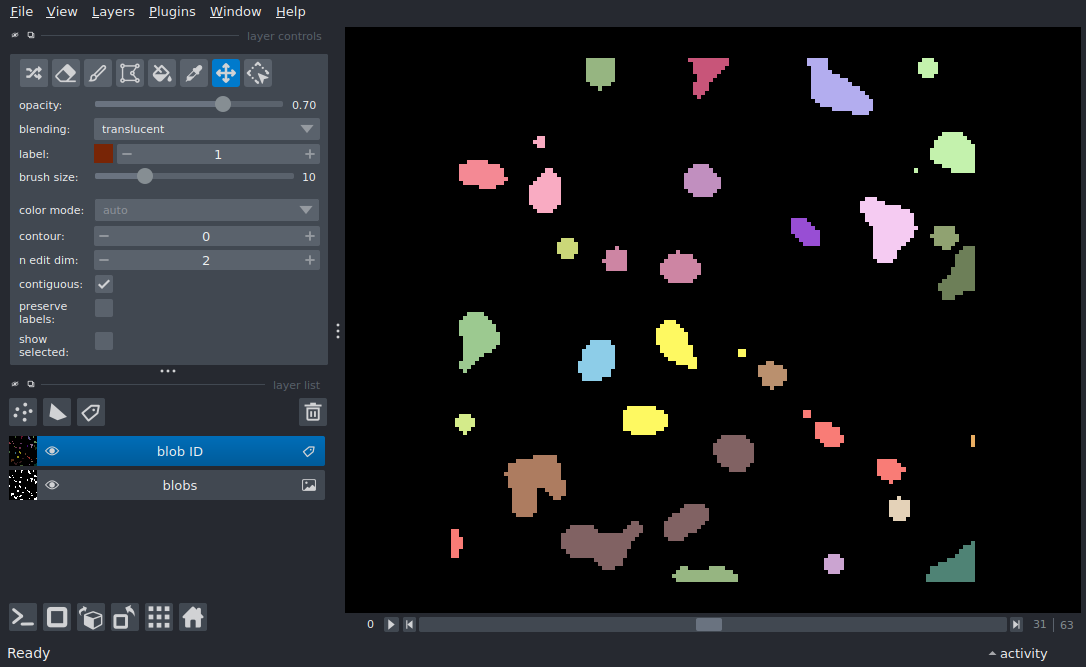 File View Layers Plugins Window Help
layer controls
opacity: 0.70
blending: translucent
label: 1
brush size: 10
color mode: auto
contour: 0
n edit dim: 2
contiguous:
preserve
labels:
show
selected:
layer list
blob ID
blobs
0 31 63
Ready activity